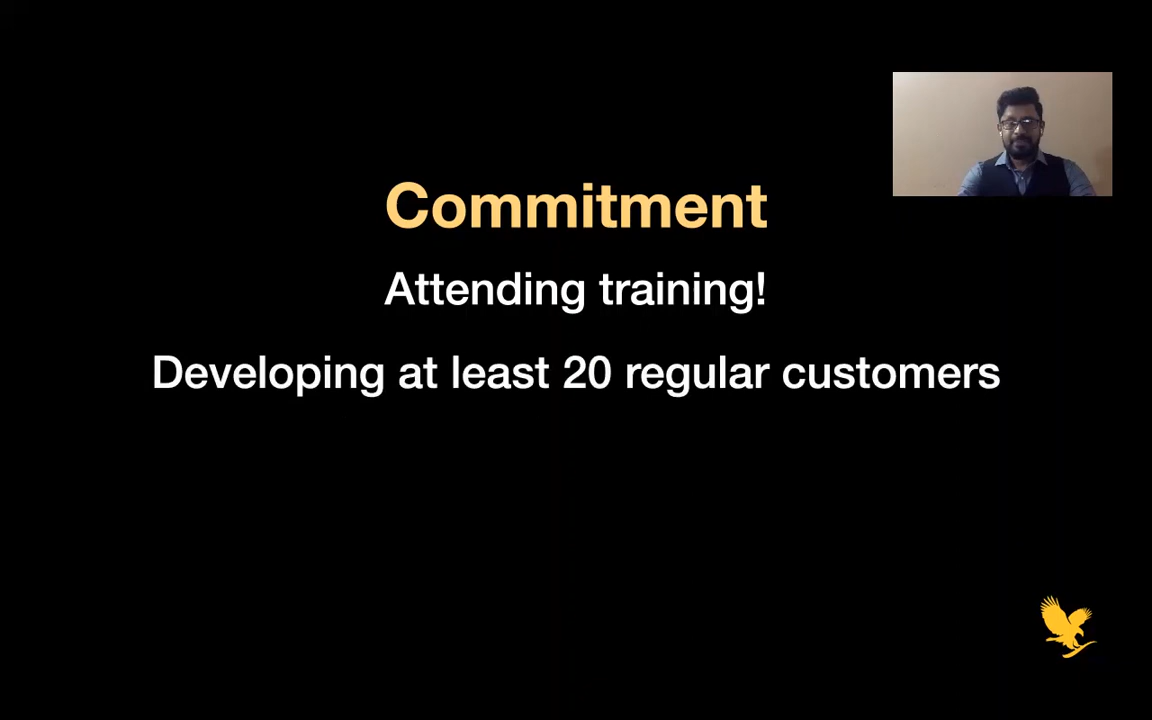 Commitment
Attending training!
Developing at least 20 regular customers